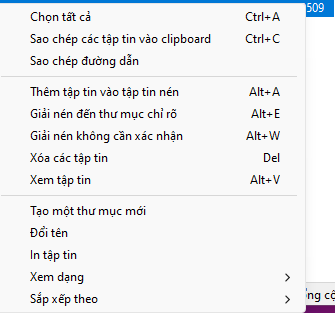 509
Chọn tất cả Ctrl+A
Sao chép các tập tin vào clipboard Ctrl+C
Sao chép đường dẫn
Thêm tập tin vào tập tin nén Alt+A
Giải nén đến thư mục chỉ rõ Alt+E
Giải nén không cần xác nhận Alt+W
Xóa các tập tin Del
Xem tập tin Alt+V
Tạo một thư mục mới
Đổi tên
In tập tin
Xem dạng
Sắp xếp theo